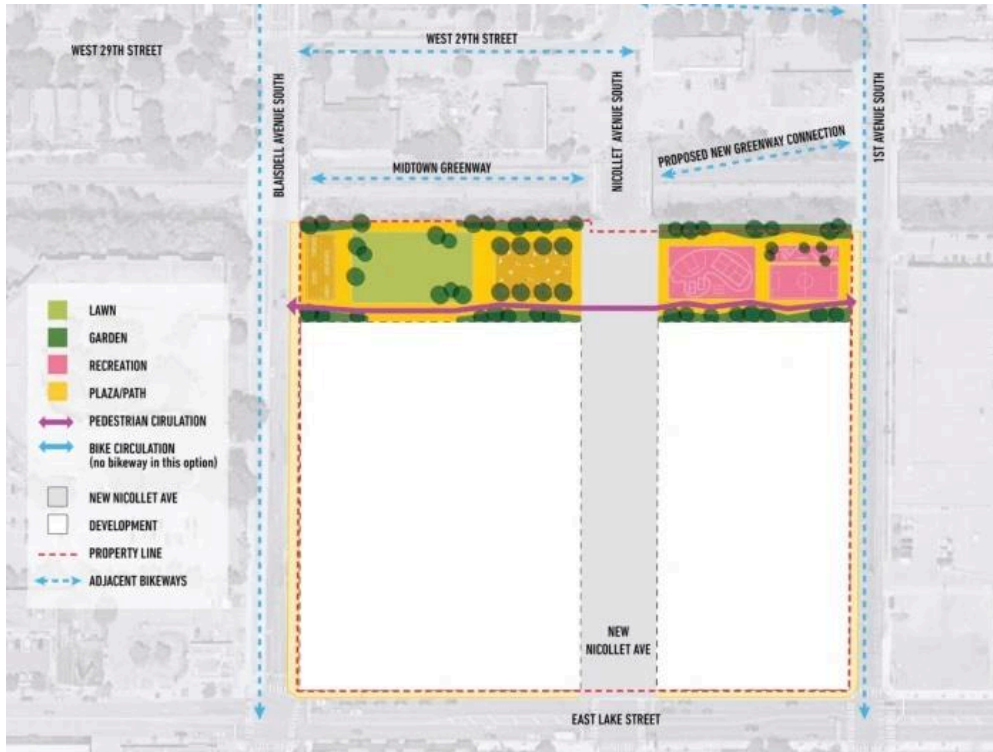 WEST 29TH STREET
WEST 29TH STREET
BLAISDELL AVENUE SOUTH
NICOLLET AVENUE SOUTH
1ST AVENUE SOUTH
MIDTOWN GREENWAY
PROPOSED NEW GREENWAY CONNECTION
LAWN
GARDEN
RECREATION
PLAZA/PATH
PEDESTRIAN CIRULATION
BIKE CIRCULATION
(no bikeway in this option)
NEW NICOLLET AVE
DEVELOPMENT
PROPERTY LINE
ADJACENT BIKEWAYS
NEW
NICOLLET AVE
EAST LAKE STREET